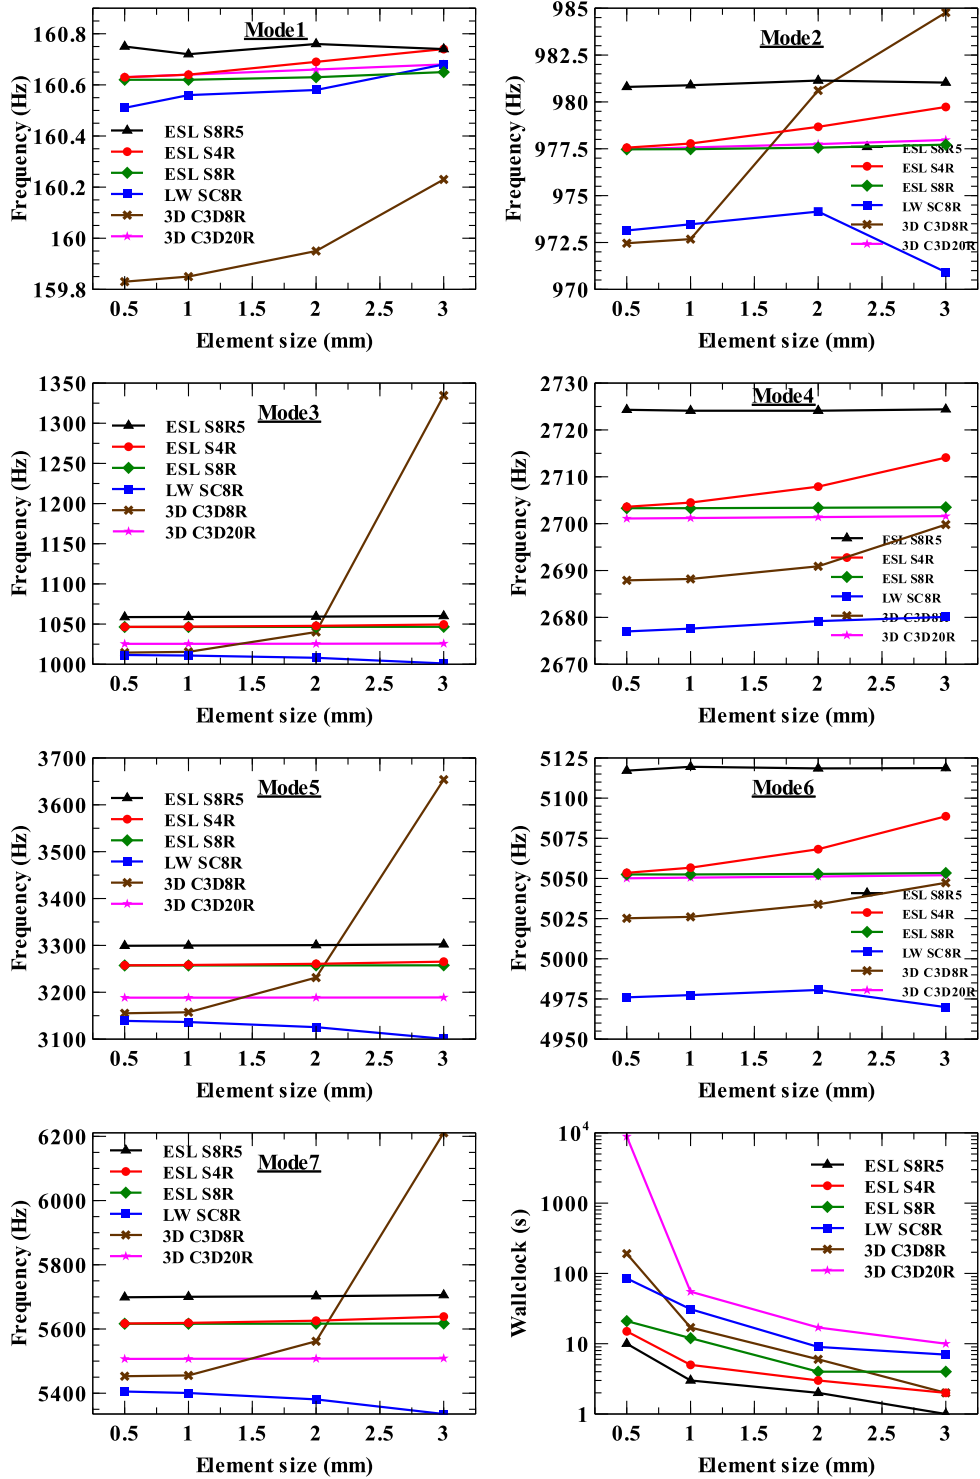 Mode1
Frequency (Hz)
160.8
160.6
160.4
160.2
160
159.8
ESL S8R5
ESL S4R
ESL S8R
LW SC8R
3D C3D8R
3D C3D20R
0.5 1 1.5 2 2.5 3
Element size (mm)
Mode2
Frequency (Hz)
985
982.5
980
977.5
975
972.5
970
ESL S8R5
ESL S4R
ESL S8R
LW SC8R
3D C3D8R
3D C3D20R
0.5 1 1.5 2 2.5 3
Element size (mm)
Mode3
Frequency (Hz)
1350
1300
1250
1200
1150
1100
1050
1000
ESL S8R5
ESL S4R
ESL S8R
LW SC8R
3D C3D8R
3D C3D20R
0.5 1 1.5 2 2.5 3
Element size (mm)
Mode4
Frequency (Hz)
2730
2720
2710
2700
2690
2680
2670
ESL S8R5
ESL S4R
ESL S8R
LW SC8R
3D C3D8R
3D C3D20R
0.5 1 1.5 2 2.5 3
Element size (mm)
Mode5
Frequency (Hz)
3700
3600
3500
3400
3300
3200
3100
ESL S8R5
ESL S4R
ESL S8R
LW SC8R
3D C3D8R
3D C3D20R
0.5 1 1.5 2 2.5 3
Element size (mm)
Mode6
Frequency (Hz)
5125
5100
5075
5050
5025
5000
4975
4950
ESL S8R5
ESL S4R
ESL S8R
LW SC8R
3D C3D8R
3D C3D20R
0.5 1 1.5 2 2.5 3
Element size (mm)
Mode7
Frequency (Hz)
6200
6000
5800
5600
5400
ESL S8R5
ESL S4R
ESL S8R
LW SC8R
3D C3D8R
3D C3D20R
0.5 1 1.5 2 2.5 3
Element size (mm)
Wallclock (s)
10^4
1000
100
10
1
ESL S8R5
ESL S4R
ESL S8R
LW SC8R
3D C3D8R
3D C3D20R
0.5 1 1.5 2 2.5 3
Element size (mm)